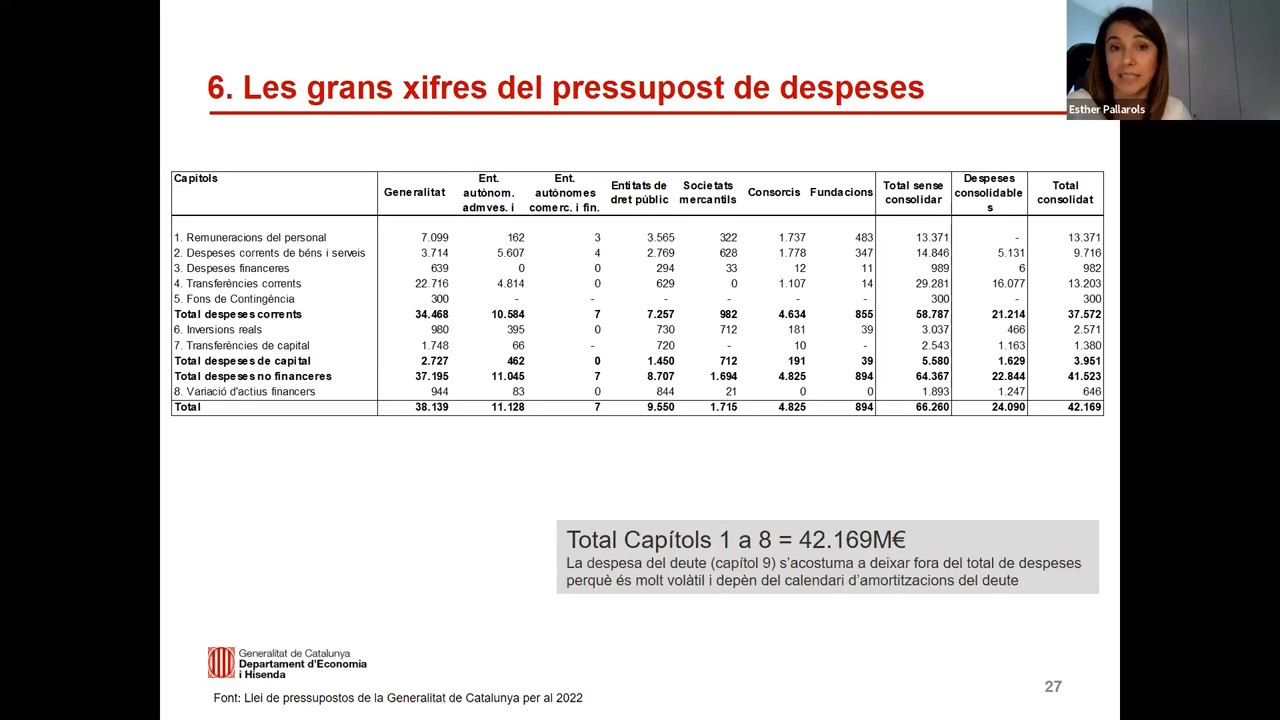 6. Les grans xifres del pressupost de despeses
Esther Pallarols
Capítols Generalitat Ent. autònom. admves. i Ent. autònomes comerc. i fin. Entitats de dret públic Societats mercantils Consorcis Fundacions Total sense consolidar Despeses consolidable s Total consolidat
1. Remuneracions del personal 7.099 162 3 3.565 322 1.737 483 13.371 - 13.371
2. Despeses corrents de béns i serveis 3.714 5.607 4 2.769 628 1.778 347 14.846 5.131 9.716
3. Despeses financeres 639 0 0 294 33 12 11 989 6 982
4. Transferències corrents 22.716 4.814 0 629 0 1.107 14 29.281 16.077 13.203
5. Fons de Contingència 300 - - - - - - 300 - 300
Total despeses corrents 34.468 10.584 7 7.257 982 4.634 855 58.787 21.214 37.572
6. Inversions reals 980 395 0 730 712 181 39 3.037 466 2.571
7. Transferències de capital 1.748 66 - 720 - 10 - 2.543 1.163 1.380
Total despeses de capital 2.727 462 0 1.450 712 191 39 5.580 1.629 3.951
Total despeses no financeres 37.195 11.045 7 8.707 1.694 4.825 894 64.367 22.844 41.523
8. Variació d'actius financers 944 83 0 844 21 0 0 1.893 1.247 646
Total 38.139 11.128 7 9.550 1.715 4.825 894 66.260 24.090 42.169
Total Capítols 1 a 8 = 42.169M€
La despesa del deute (capítol 9) s’acostuma a deixar fora del total de despeses
perquè és molt volàtil i depèn del calendari d’amortitzacions del deute
Generalitat de Catalunya
Departament d’Economia
i Hisenda
Font: Llei de pressupostos de la Generalitat de Catalunya per al 2022
27